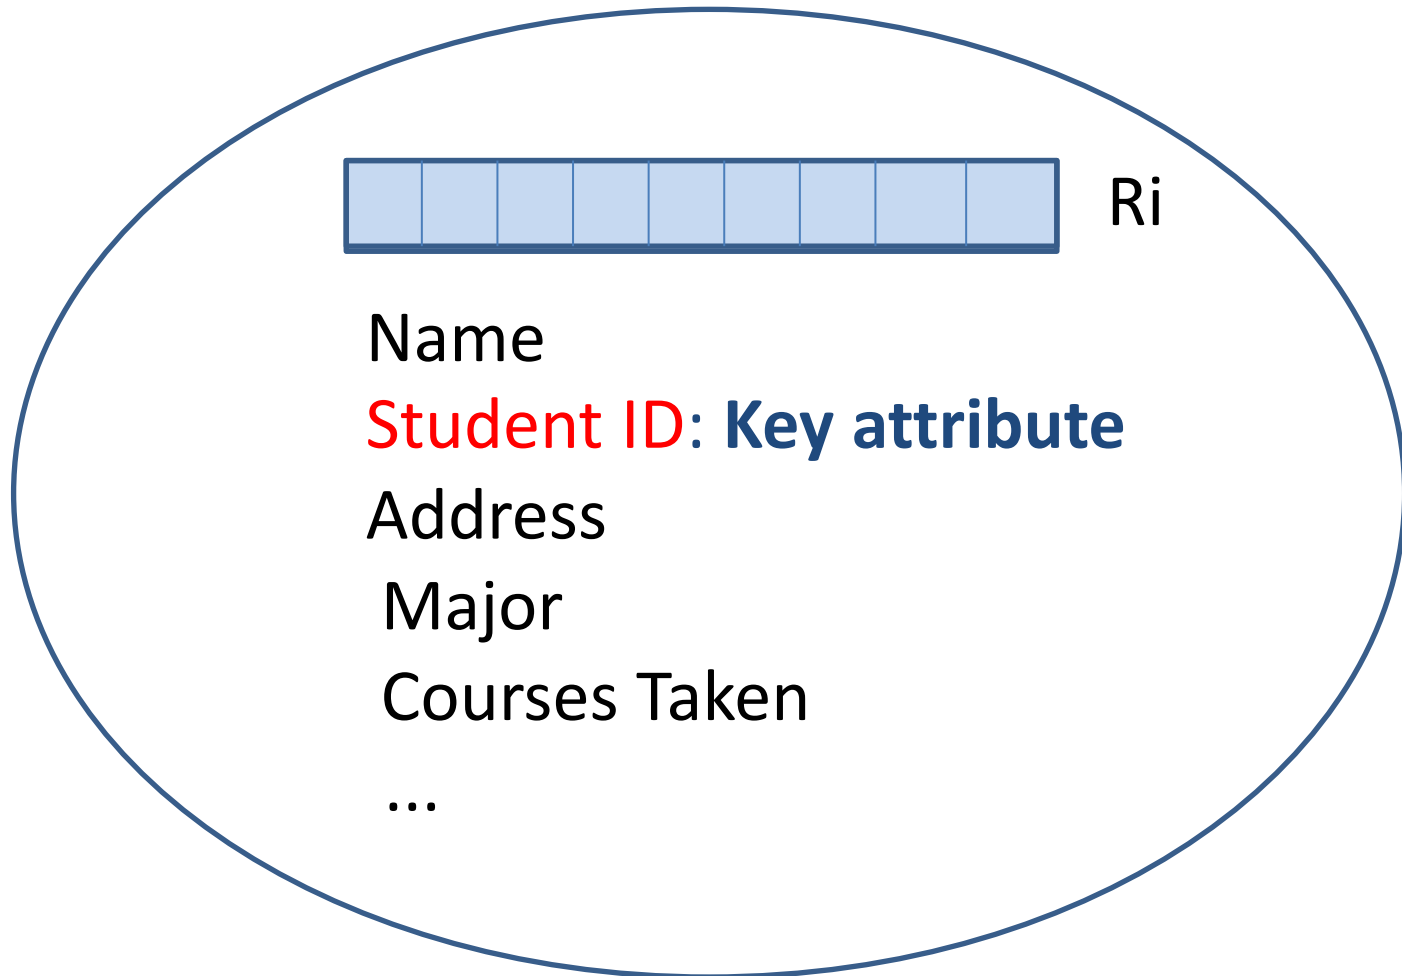 Ri
Name
Student ID: Key attribute
Address
Major
Courses Taken
...